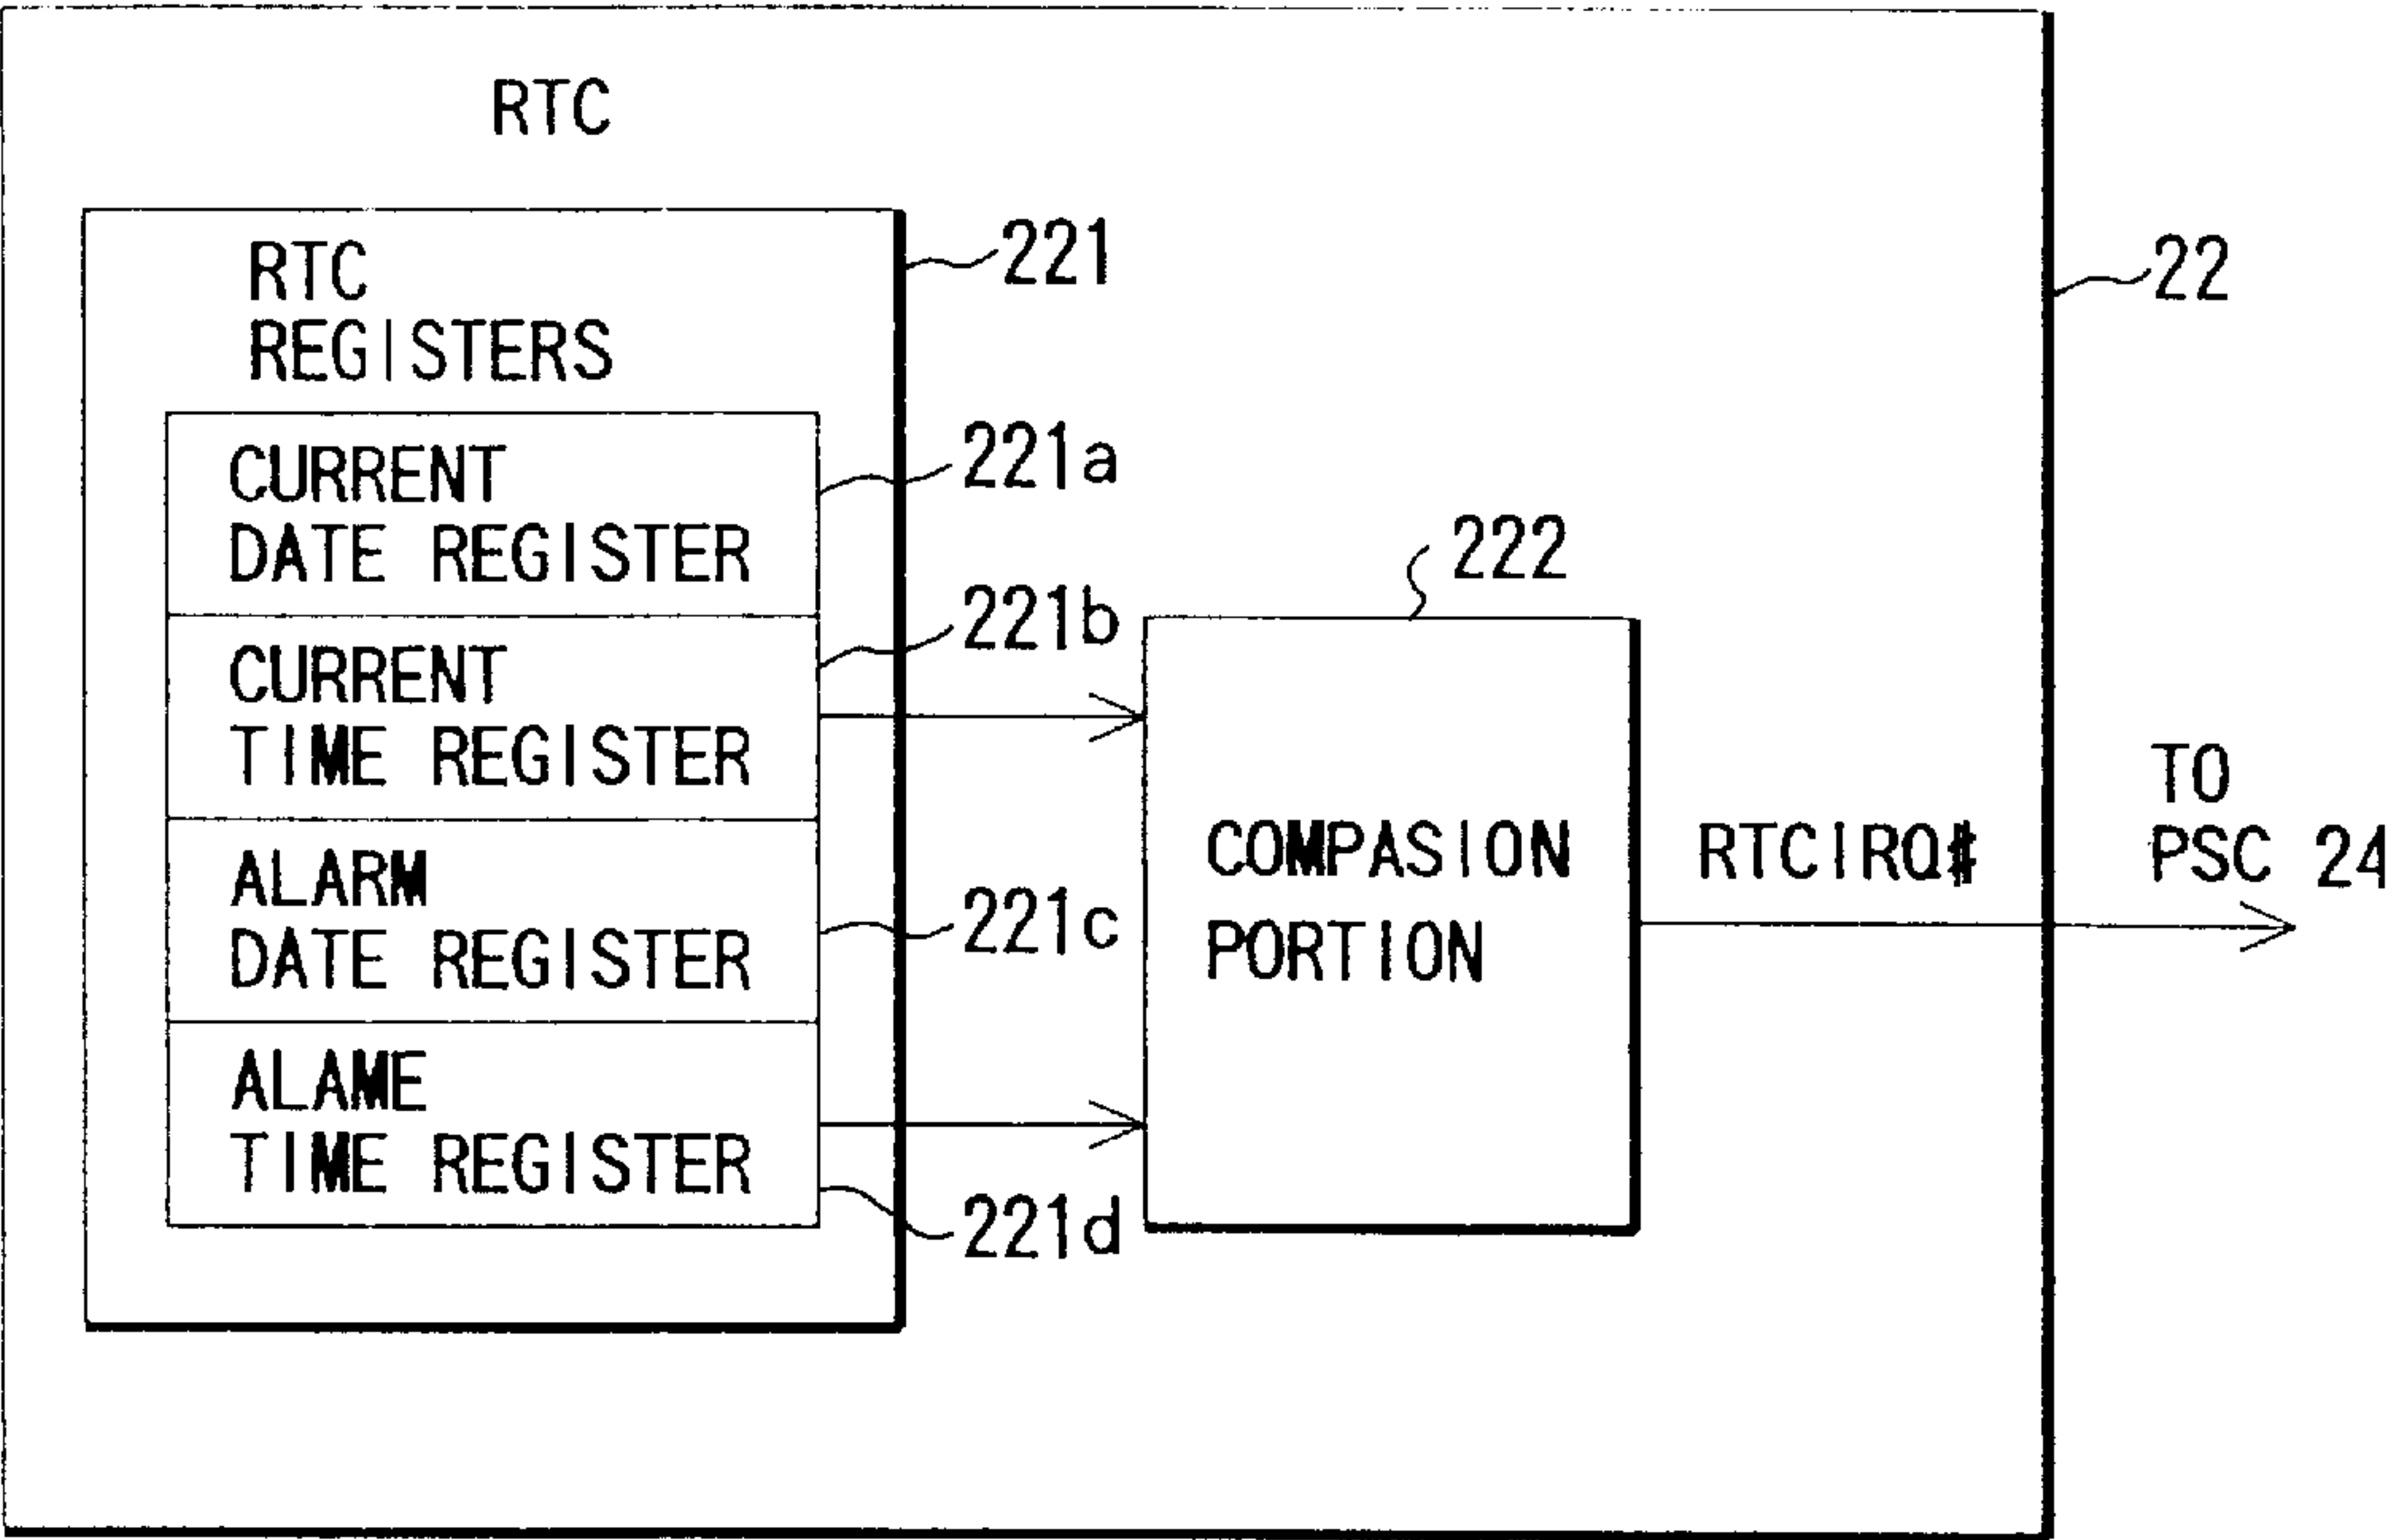 RTC
RTC
REGISTERS
221
22
CURRENT
DATE REGISTER
221a
CURRENT
TIME REGISTER
221b
ALARM
DATE REGISTER
221c
ALAME
TIME REGISTER
221d
222
COMPASION
PORTION
RTCIRQ#
TO
PSC 24